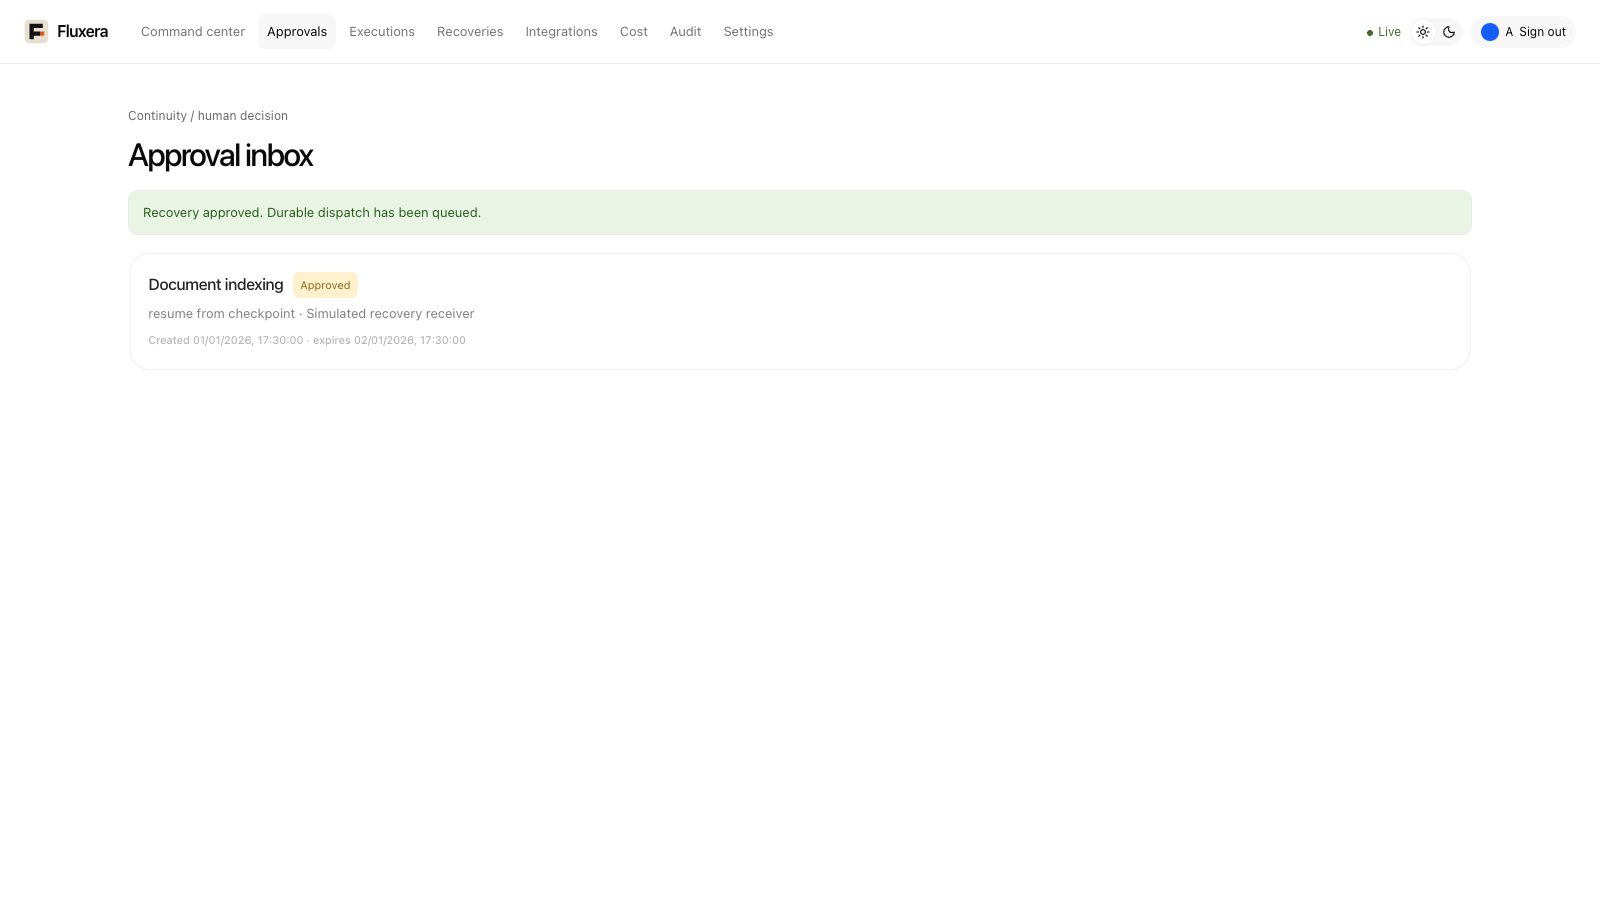 Fluxera
Command center
Approvals
Executions
Recoveries
Integrations
Cost
Audit
Settings
Live
A
Sign out
Continuity / human decision
Approval inbox
Recovery approved. Durable dispatch has been queued.
Document indexing
Approved
resume from checkpoint · Simulated recovery receiver
Created 01/01/2026, 17:30:00 · expires 02/01/2026, 17:30:00